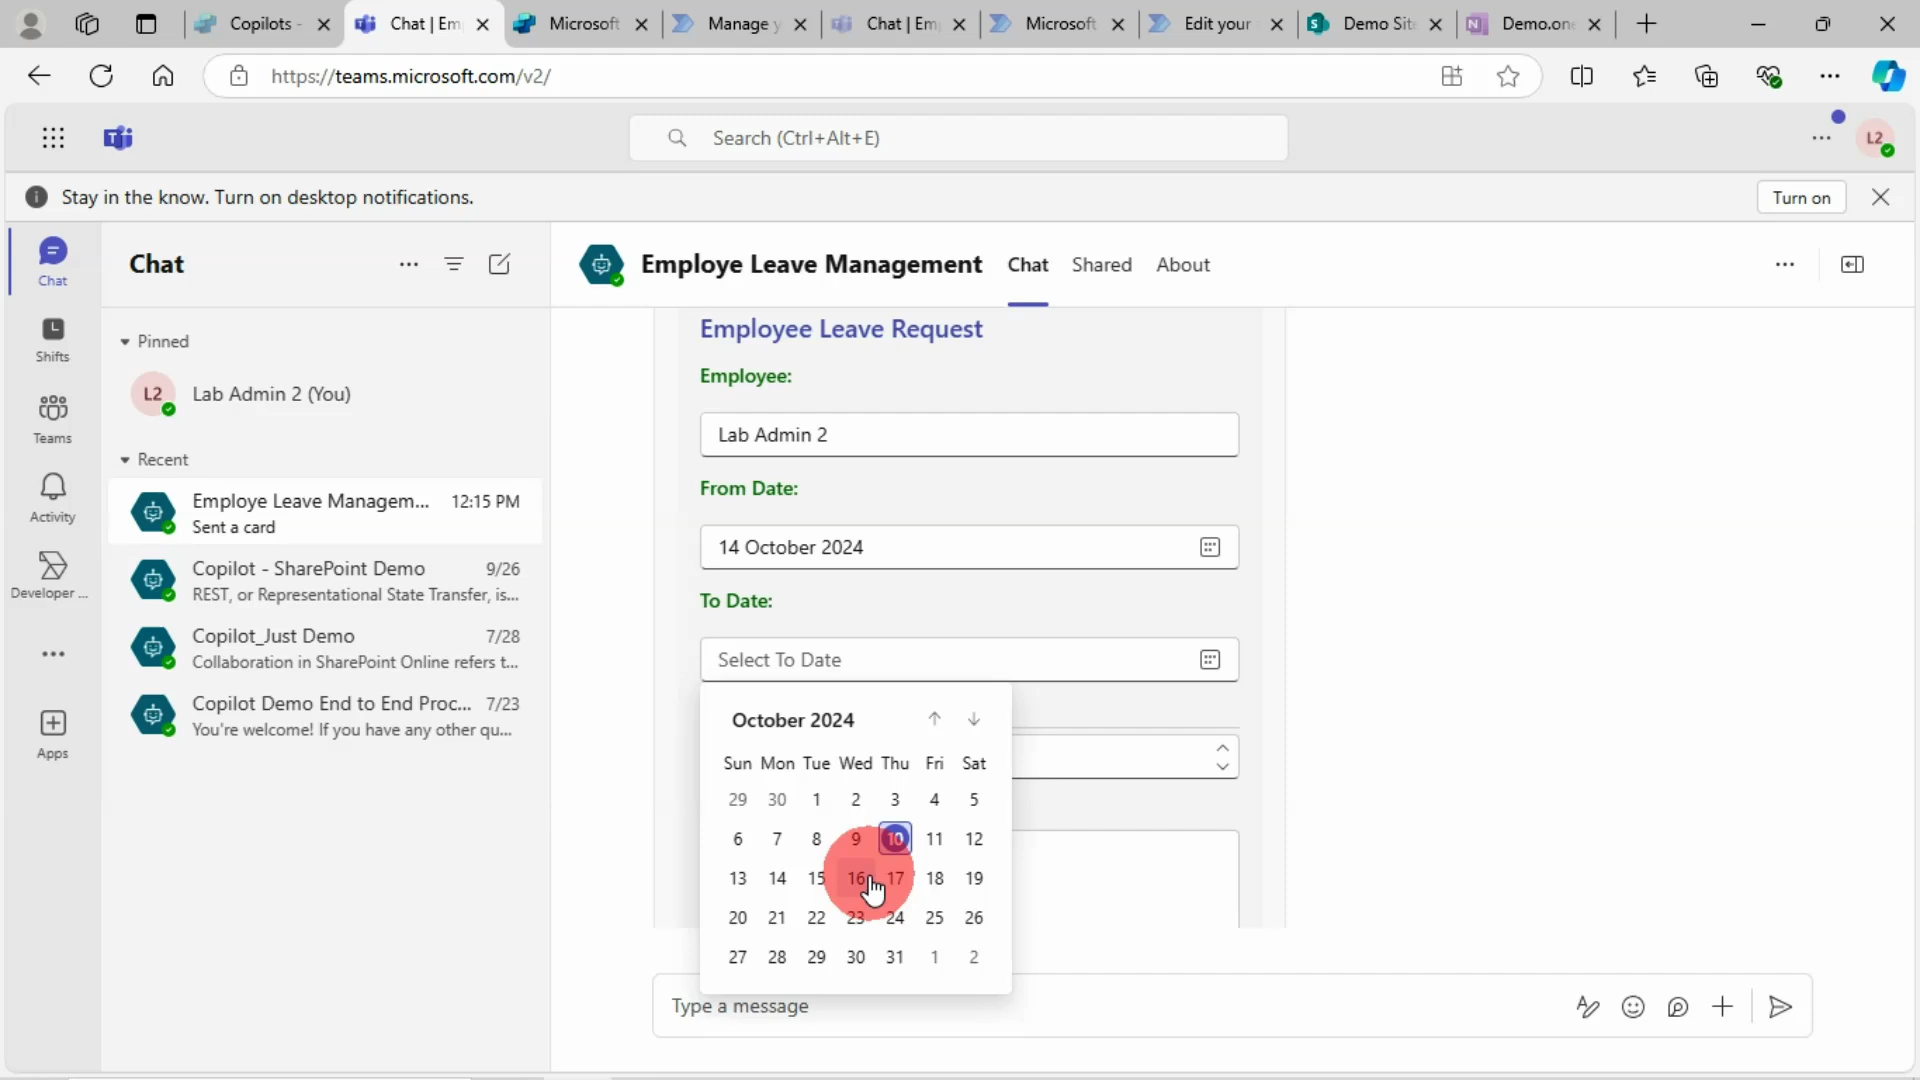 Copilots -
Chat | Em
Microsoft
Manage y
Chat | Em
Microsoft
Edit your
Demo Sit
Demo.on
https://teams.microsoft.com/v2/
Search (Ctrl+Alt+E)
L2
Stay in the know. Turn on desktop notifications.
Turn on
Chat
Shifts
Teams
Activity
Developer ...
Apps
Chat
Pinned
L2 Lab Admin 2 (You)
Recent
Employe Leave Managem... 12:15 PM
Sent a card
Copilot - SharePoint Demo 9/26
REST, or Representational State Transfer, is...
Copilot_Just Demo 7/28
Collaboration in SharePoint Online refers t...
Copilot Demo End to End Proc... 7/23
You're welcome! If you have any other qu...
Employe Leave Management Chat Shared About
Employee Leave Request
Employee:
Lab Admin 2
From Date:
14 October 2024
To Date:
Select To Date
October 2024
Sun Mon Tue Wed Thu Fri Sat
29 30 1 2 3 4 5
6 7 8 9 10 11 12
13 14 15 16 17 18 19
20 21 22 23 24 25 26
27 28 29 30 31 1 2
Type a message